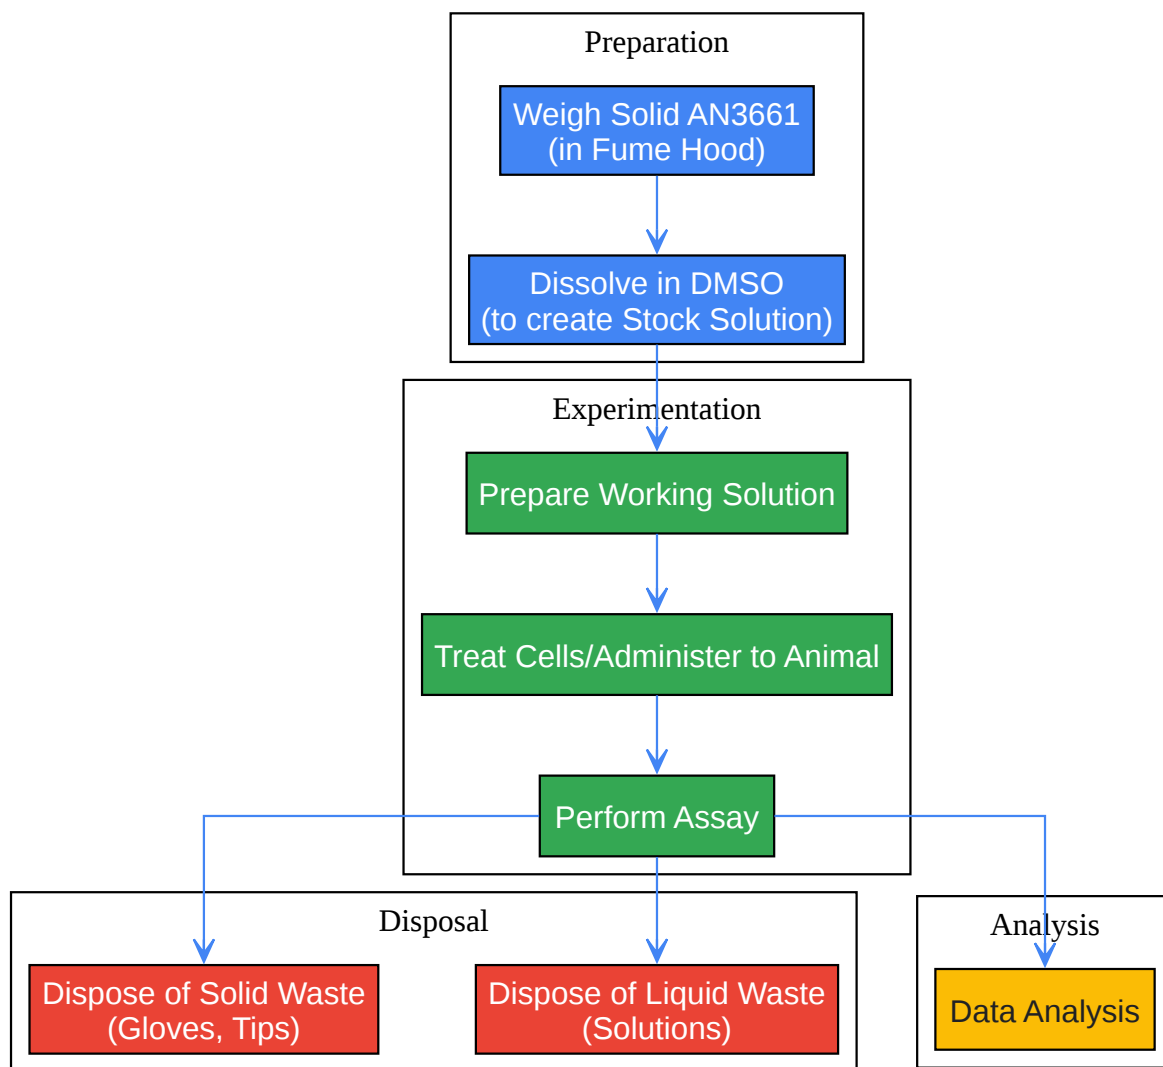 Preparation
Weigh Solid AN3661
(in Fume Hood)
Dissolve in DMSO
(to create Stock Solution)
Experimentation
Prepare Working Solution
Treat Cells/Administer to Animal
Perform Assay
Disposal
Dispose of Solid Waste
(Gloves, Tips)
Dispose of Liquid Waste
(Solutions)
Analysis
Data Analysis